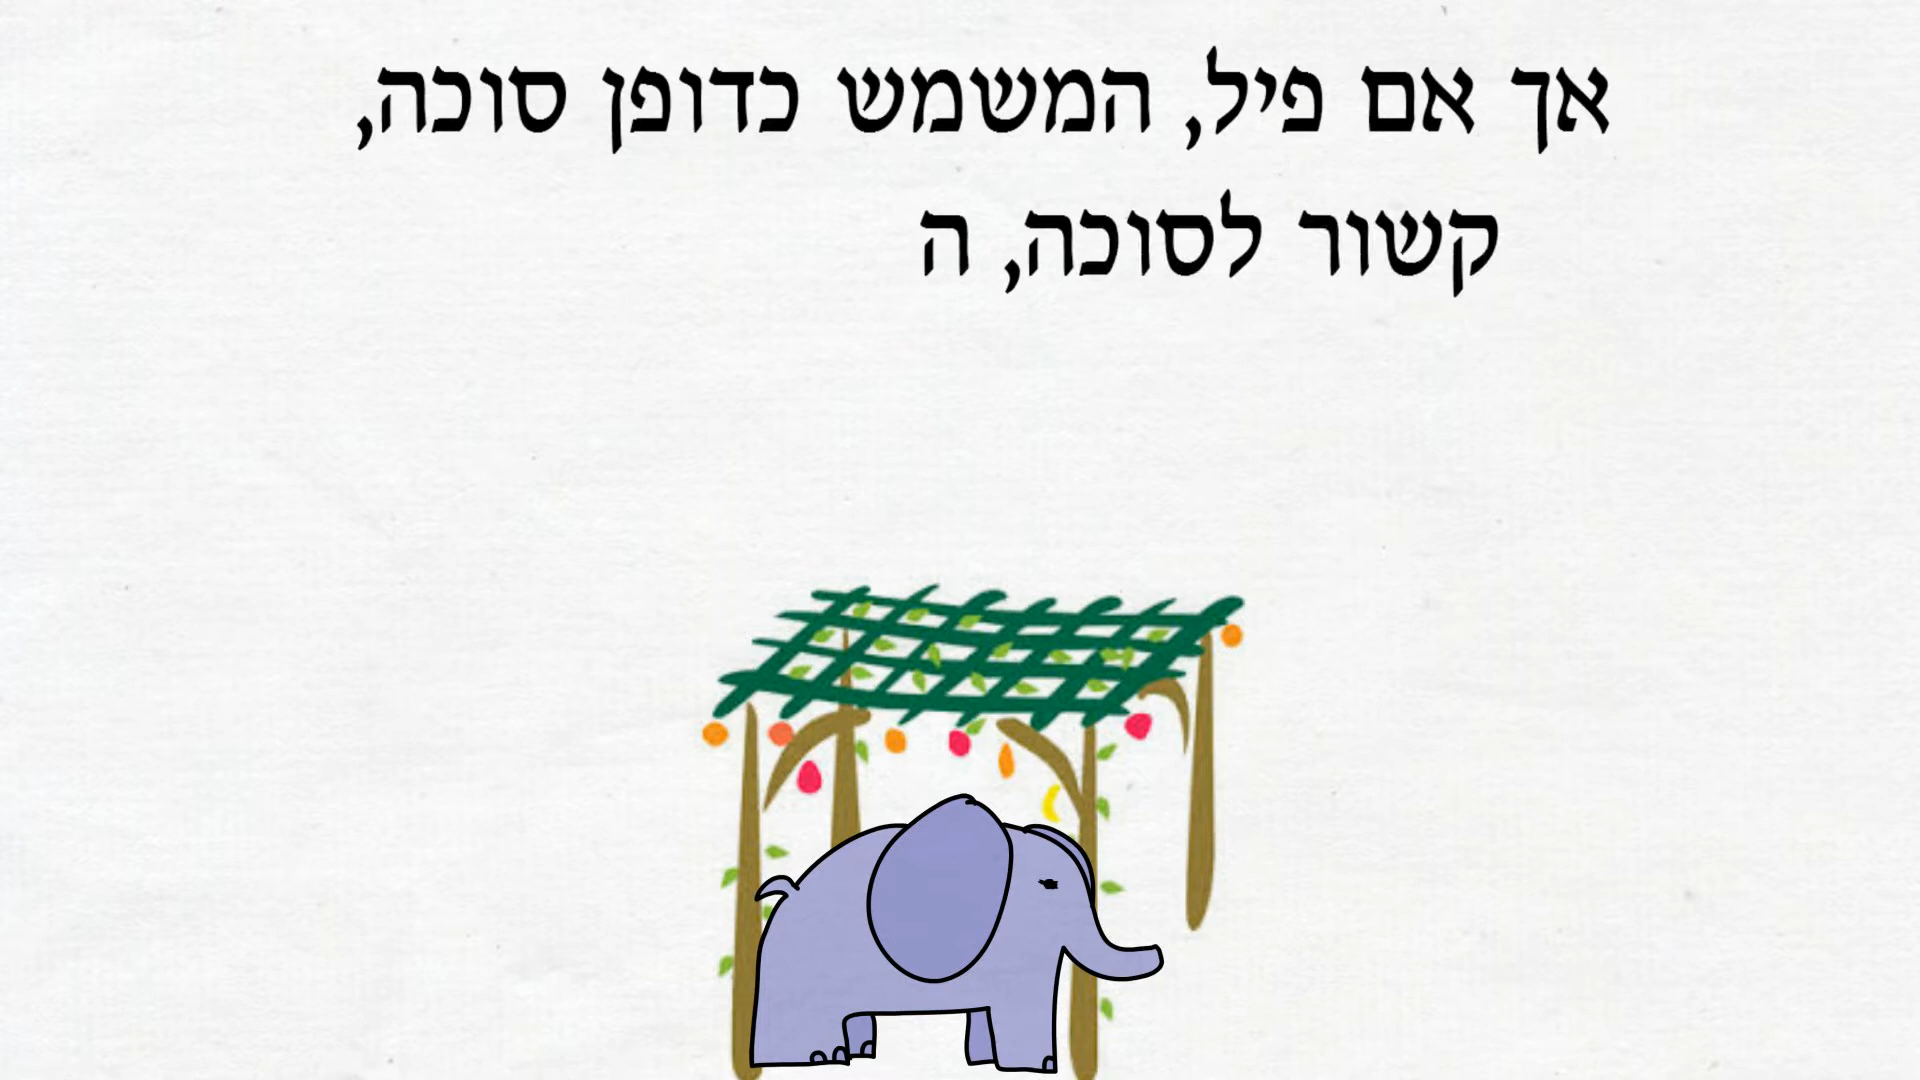 אך אם פיל, המשמש כדופן סוכה,
קשור לסוכה, ה